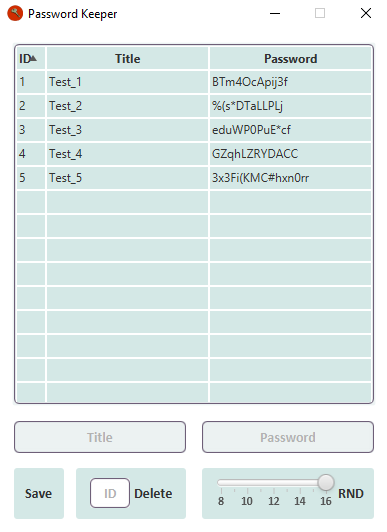 Password Keeper
ID Title Password
1 Test_1 BTm4OcApij3f
2 Test_2 %(s*DTaLLPLj
3 Test_3 eduWP0PuE*cf
4 Test_4 GZqhLZRYDACC
5 Test_5 3x3Fi(KMC#hxn0rr
Title Password
Save ID Delete RND
8 10 12 14 16